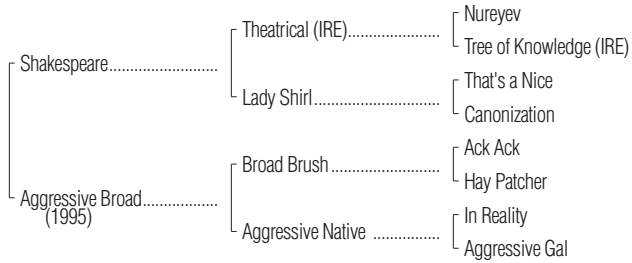 Nureyev
Theatrical (IRE)....................
Tree of Knowledge (IRE)
Shakespeare.......................
That's a Nice
Lady Shirl...........................
Canonization
Ack Ack
Broad Brush.......................
Hay Patcher
Aggressive Broad................
(1995)
In Reality
Aggressive Native ..............
Aggressive Gal